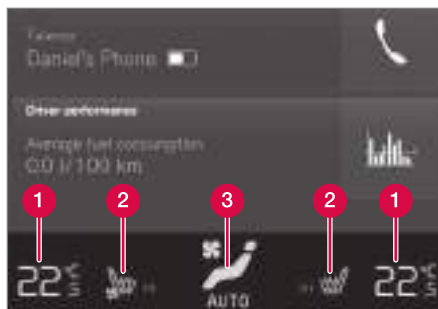 Telefon
Daniel's Phone
Driver performance
Average fuel consumption
0.0 l/100 km
1 2 3 2 1
22°S 22°S
AUTO